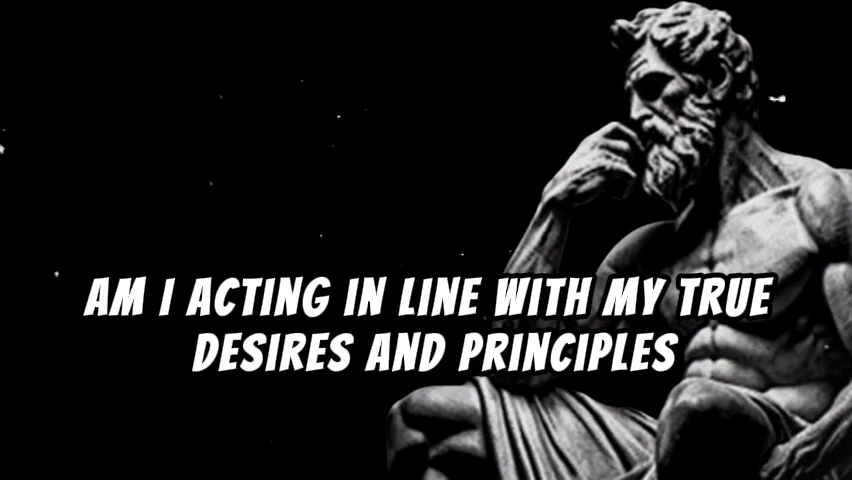 AM I ACTING IN LINE WITH MY TRUE
DESIRES AND PRINCIPLES